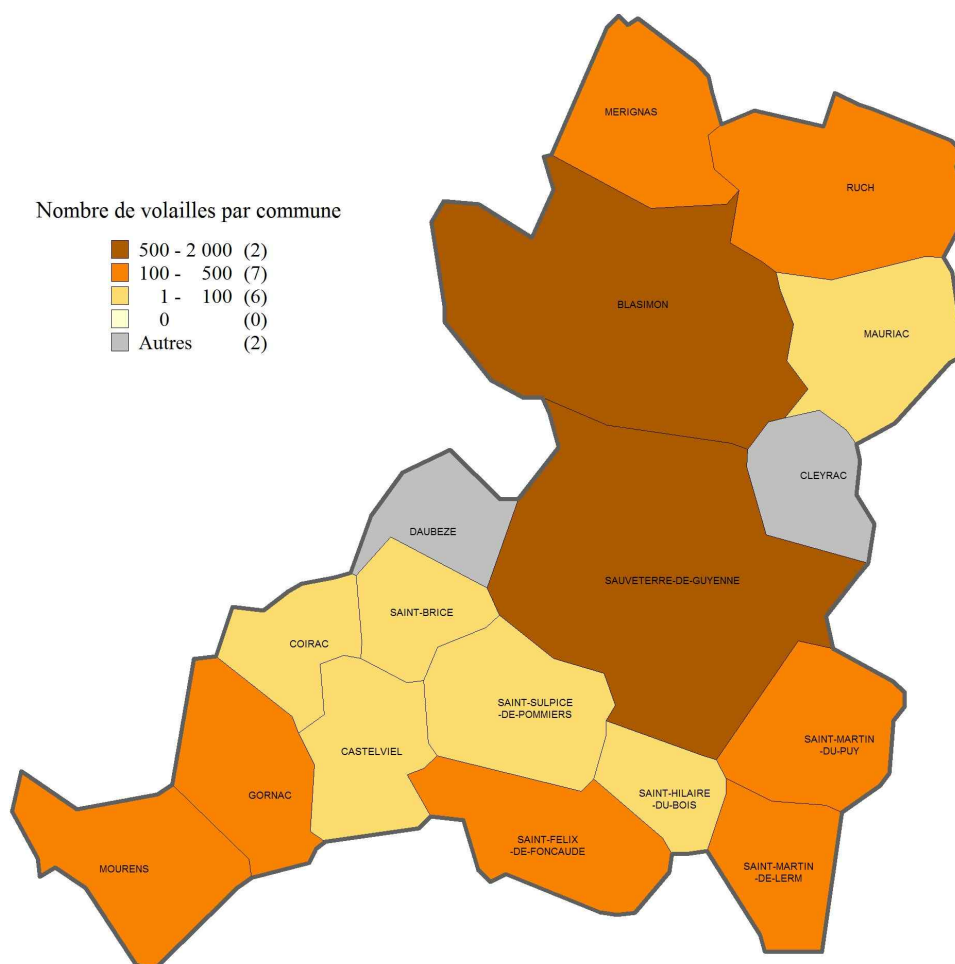 MERIGNAS
RUCH
Nombre de volailles par commune
500 - 2 000 (2)
100 - 500 (7)
1 - 100 (6)
0 (0)
Autres (2)
BLASIMON
MAURIAC
CLEYRAC
DAUBEZE
SAUVETERRE-DE-GUYENNE
SAINT-BRICE
COIRAC
SAINT-SULPICE
-DE-POMMIERS
SAINT-MARTIN
-DU-PUY
CASTELVIEL
GORNAC
SAINT-HILAIRE
-DU-BOIS
SAINT-FELIX
-DE-FONCAUDE
MOURENS
SAINT-MARTIN
-DE-LERM